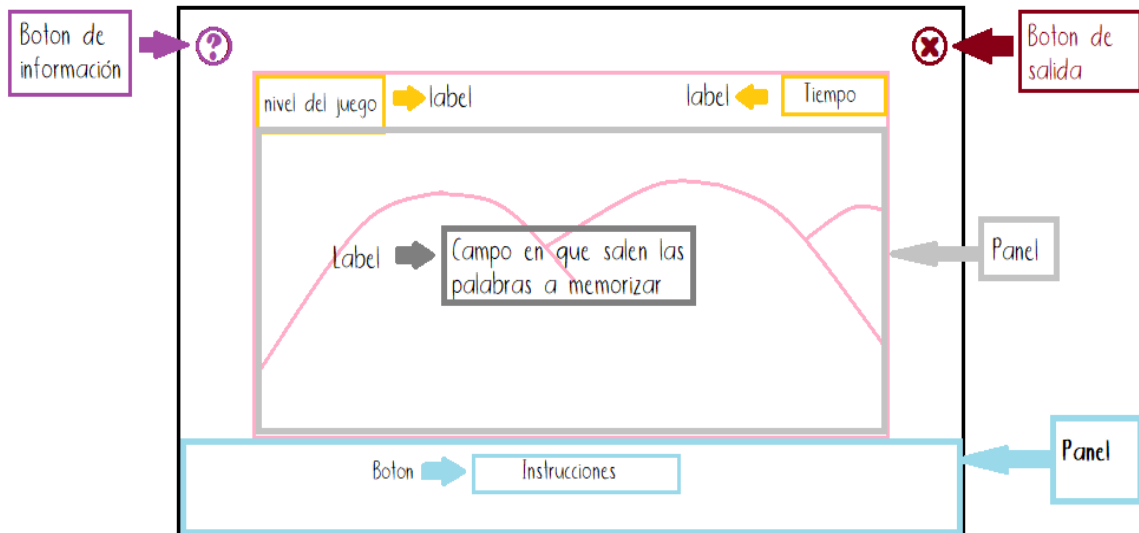 Boton de
información
?
X
Boton de
salida
nivel del juego
label
label
Tiempo
Label
Campo en que salen las
palabras a memorizar
Panel
Boton
Instrucciones
Panel